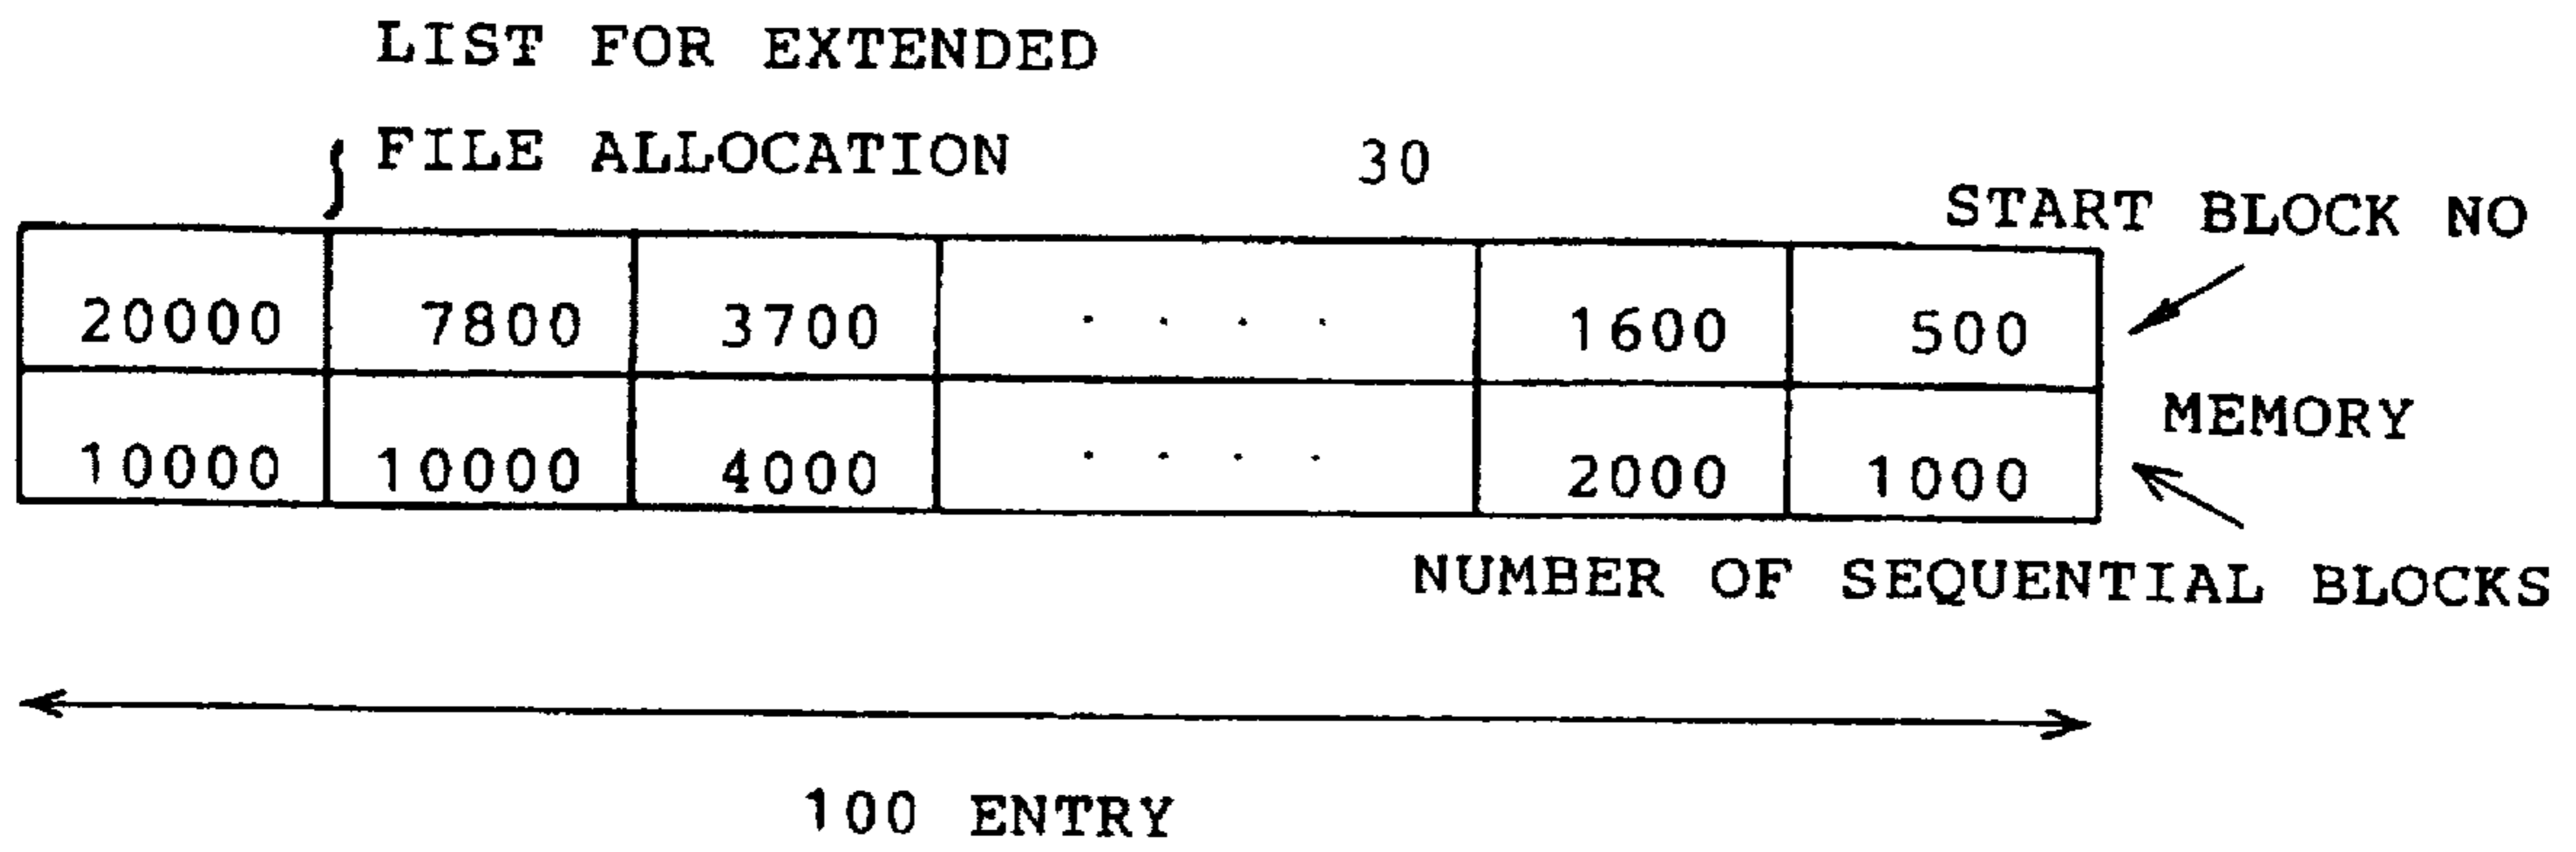 LIST FOR EXTENDED
FILE ALLOCATION
30
START BLOCK NO
20000 7800 3700 . . . . 1600 500
MEMORY
10000 10000 4000 . . . . 2000 1000
NUMBER OF SEQUENTIAL BLOCKS
100 ENTRY